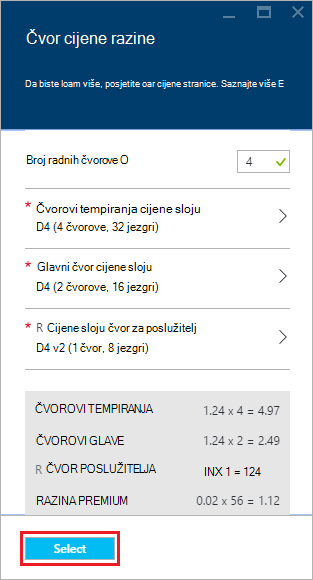 Čvor cijene razine
Da biste loam više, posjetite oar cijene stranice. Saznajte više E
Broj radnih čvorove O
4
* Čvorovi tempiranja cijene sloju
D4 (4 čvorove, 32 jezgri)
* Glavni čvor cijene sloju
D4 (2 čvorove, 16 jezgri)
* R Cijene sloju čvor za poslužitelj
D4 v2 (1 čvor, 8 jezgri)
ČVOROVI TEMPIRANJA 1.24 x 4 = 4.97
ČVOROVI GLAVE 1.24 x 2 = 2.49
R ČVOR POSLUŽITELJA INX 1 = 124
RAZINA PREMIUM 0.02 x 56 = 1.12
Select